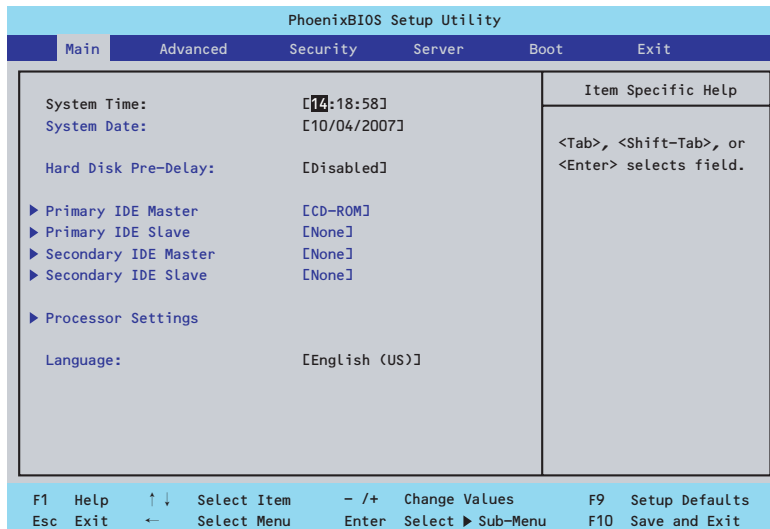 PhoenixBIOS Setup Utility
Main Advanced Security Server Boot Exit
Item Specific Help
System Time: [14:18:58]
System Date: [10/04/2007]
<Tab>, <Shift-Tab>, or
<Enter> selects field.
Hard Disk Pre-Delay: [Disabled]
▶ Primary IDE Master [CD-ROM]
▶ Primary IDE Slave [None]
▶ Secondary IDE Master [None]
▶ Secondary IDE Slave [None]
▶ Processor Settings
Language: [English (US)]
F1 Help ↑ ↓ Select Item - /+ Change Values F9 Setup Defaults
Esc Exit ← Select Menu Enter Select ▶ Sub-Menu F10 Save and Exit